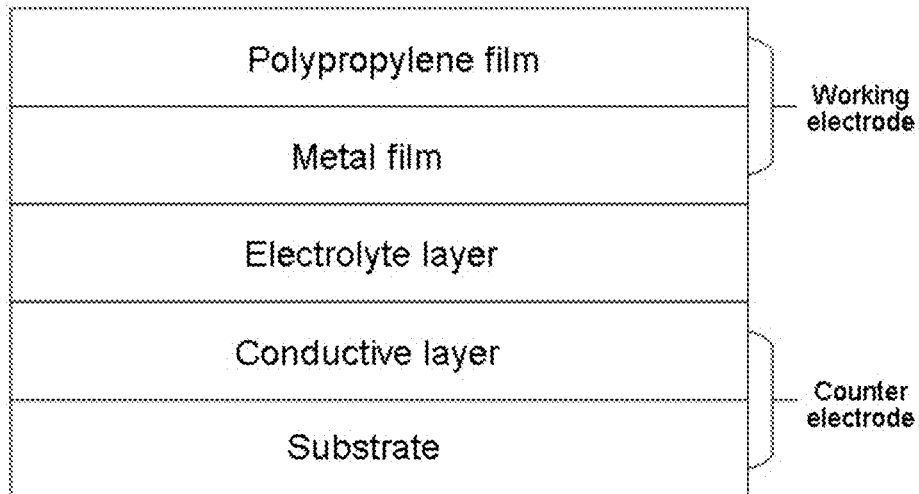 Polypropylene film
Working
electrode
Metal film
Electrolyte layer
Conductive layer
Counter
electrode
Substrate